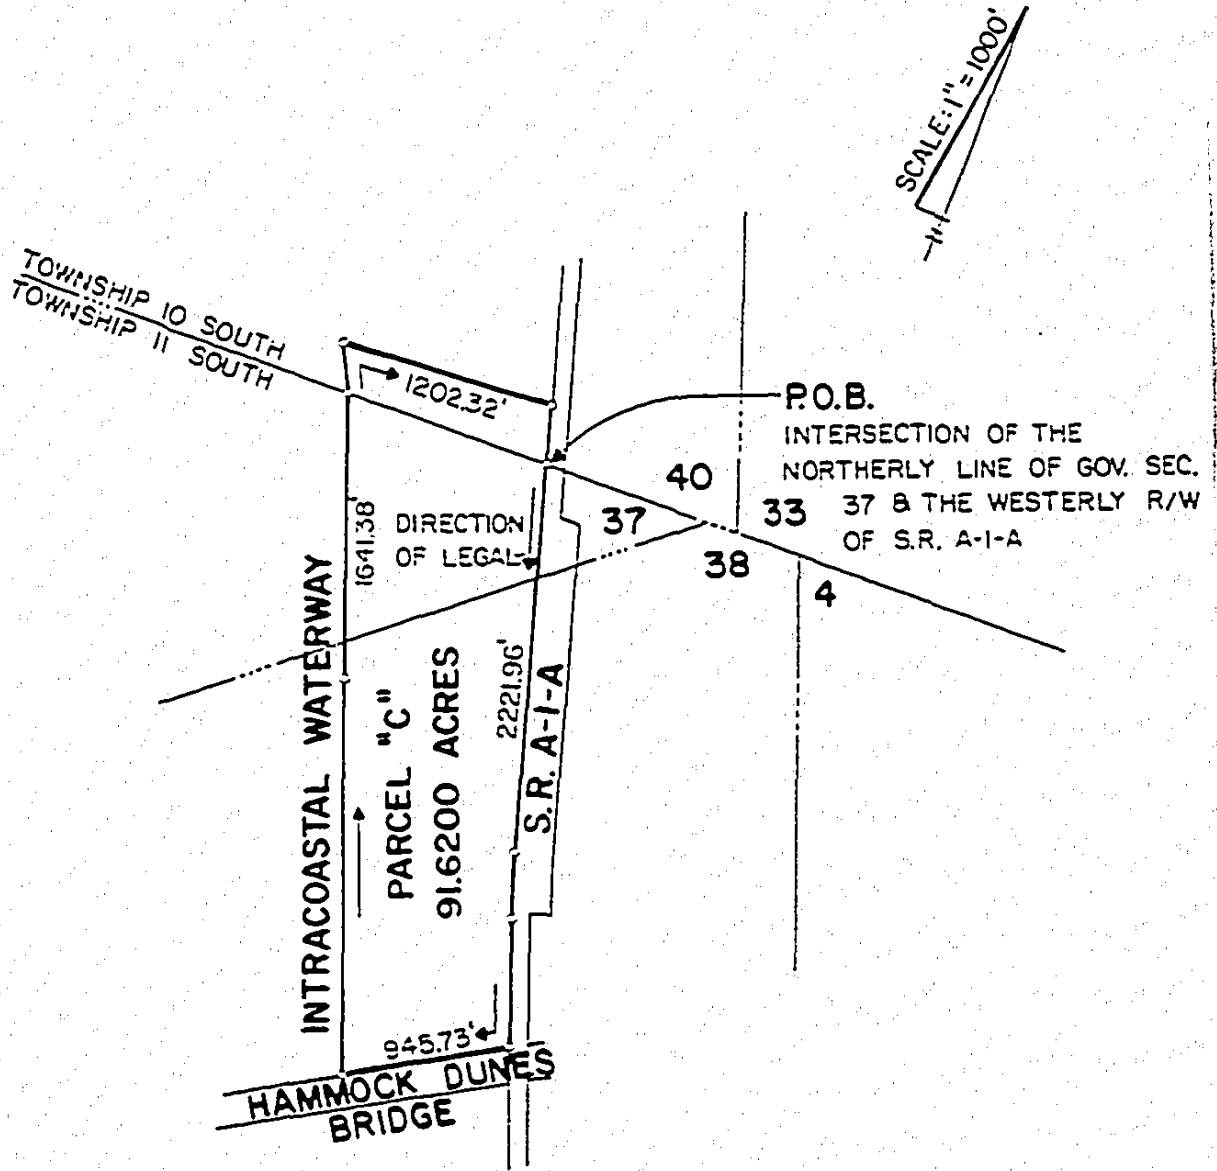 SCALE: 1" = 1000'
N
TOWNSHIP 10 SOUTH
TOWNSHIP 11 SOUTH
1202.32'
P.O.B.
INTERSECTION OF THE
NORTHERLY LINE OF GOV. SEC.
37 & THE WESTERLY R/W
OF S.R. A-1-A
40
37
33
38
4
DIRECTION
OF LEGAL
1641.38'
INTRACOASTAL WATERWAY
PARCEL "C"
91.6200 ACRES
2221.96'
S.R. A-1-A
945.73'
HAMMOCK DUNES
BRIDGE